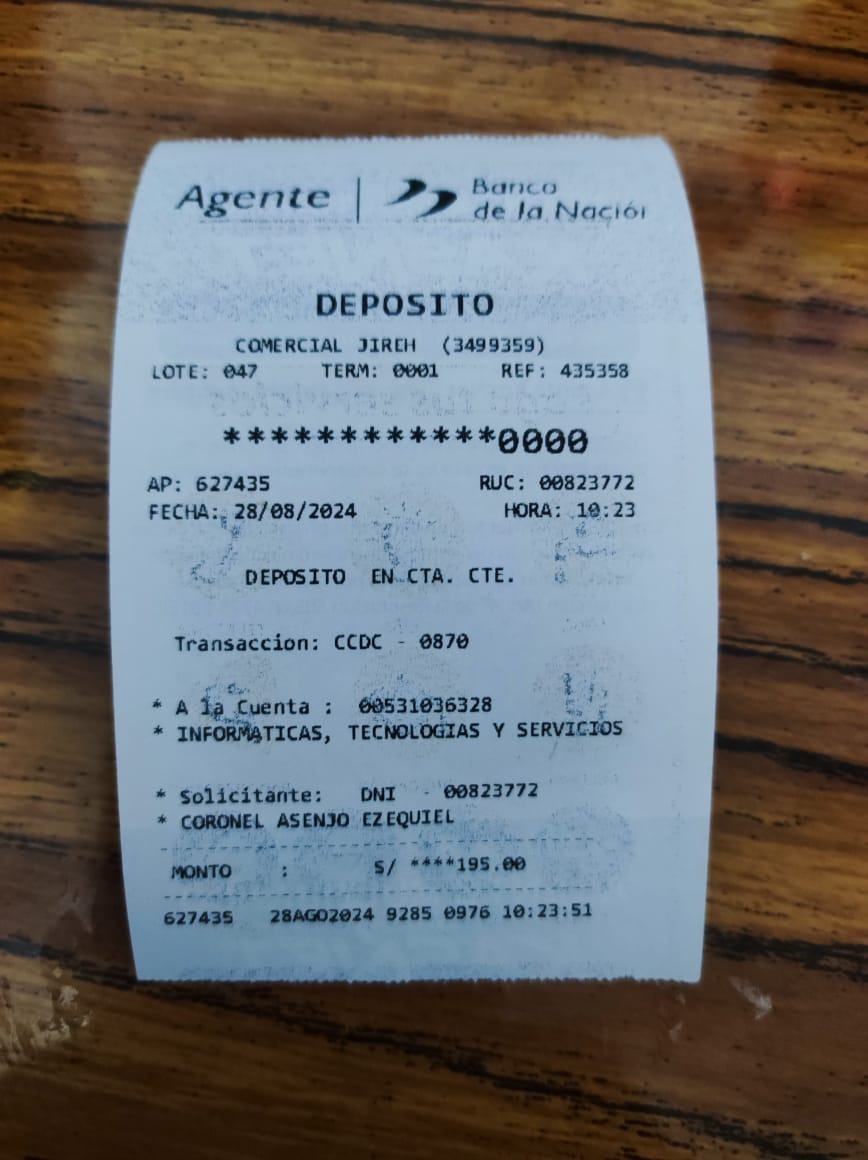 Agente | Banco
de la Nación
DEPOSITO
COMERCIAL JIREH (3499359)
LOTE: 047 TERM: 0001 REF: 435358
************0000
AP: 627435 RUC: 00823772
FECHA: 28/08/2024 HORA: 10:23
DEPOSITO EN CTA. CTE.
Transaccion: CCDC - 0870
* A la Cuenta : 00531036328
* INFORMATICAS, TECNOLOGIAS Y SERVICIOS
* Solicitante: DNI - 00823772
* CORONEL ASENJO EZEQUIEL
MONTO : S/ ****195.00
627435 28AGO2024 9285 0976 10:23:51